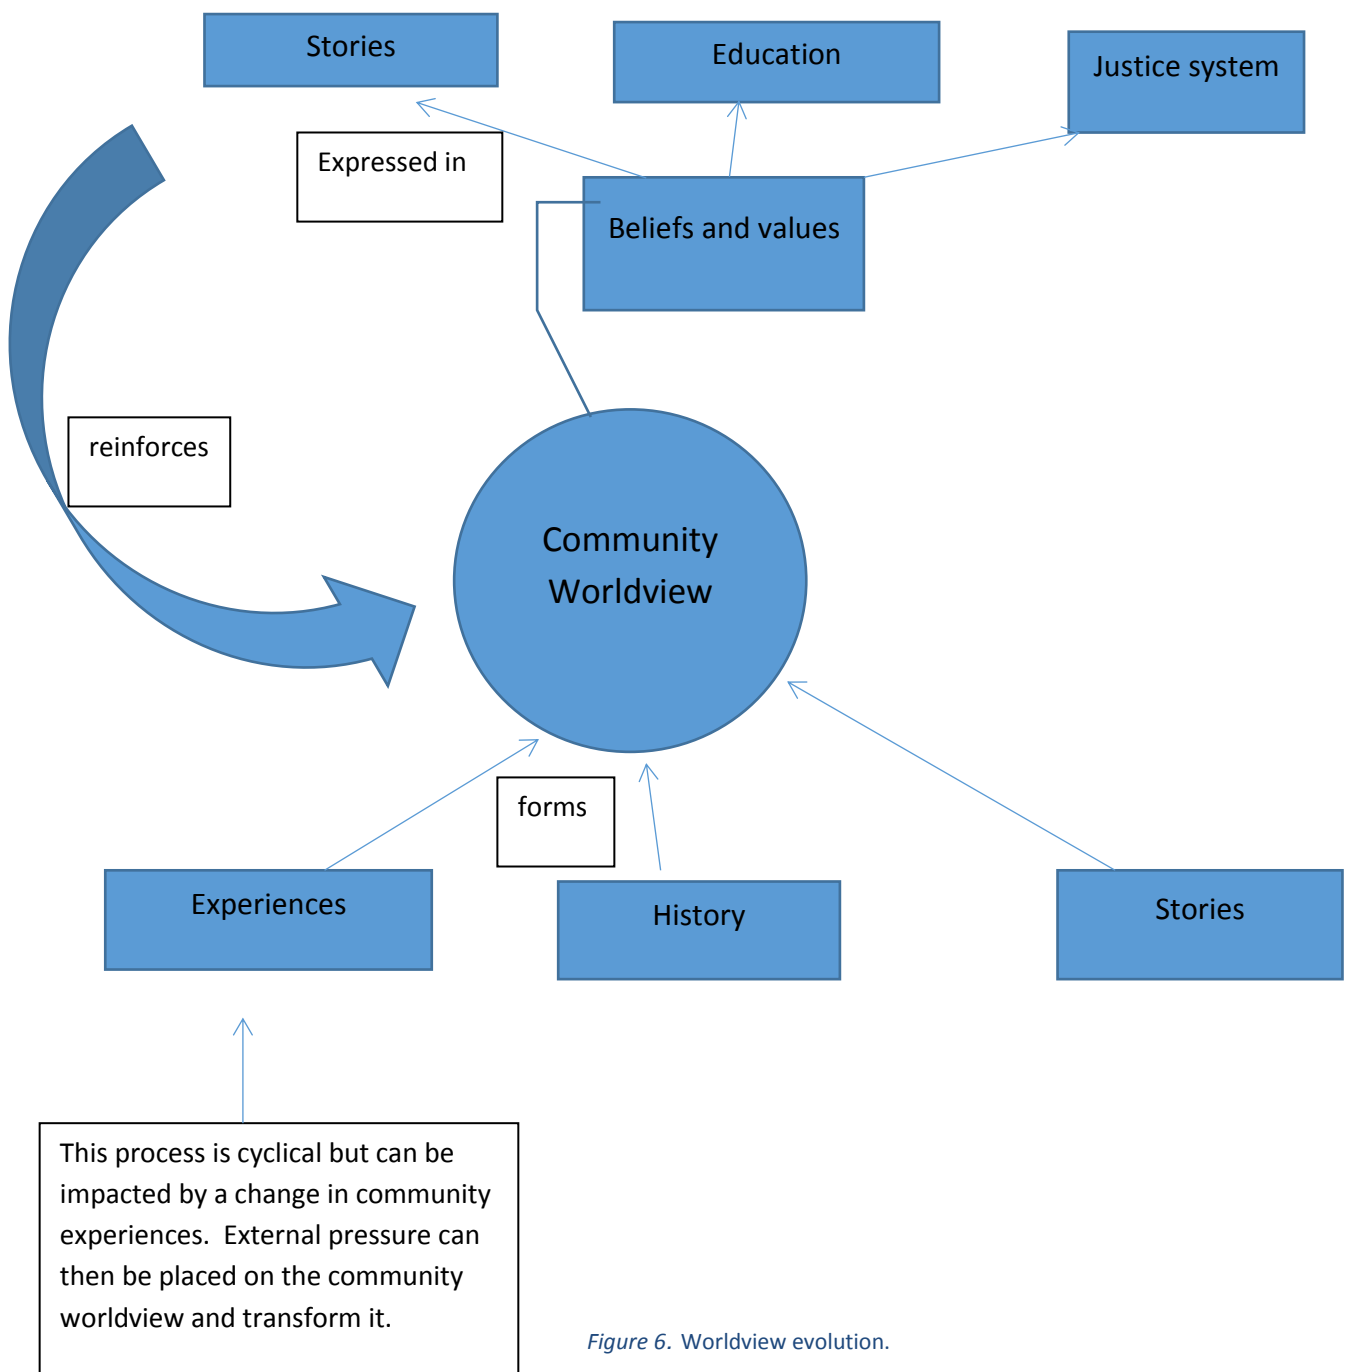 Stories
Education
Justice system
Expressed in
Beliefs and values
reinforces
Community
Worldview
forms
Experiences
History
Stories
This process is cyclical but can be
impacted by a change in community
experiences.  External pressure can
then be placed on the community
worldview and transform it.
Figure 6. Worldview evolution.